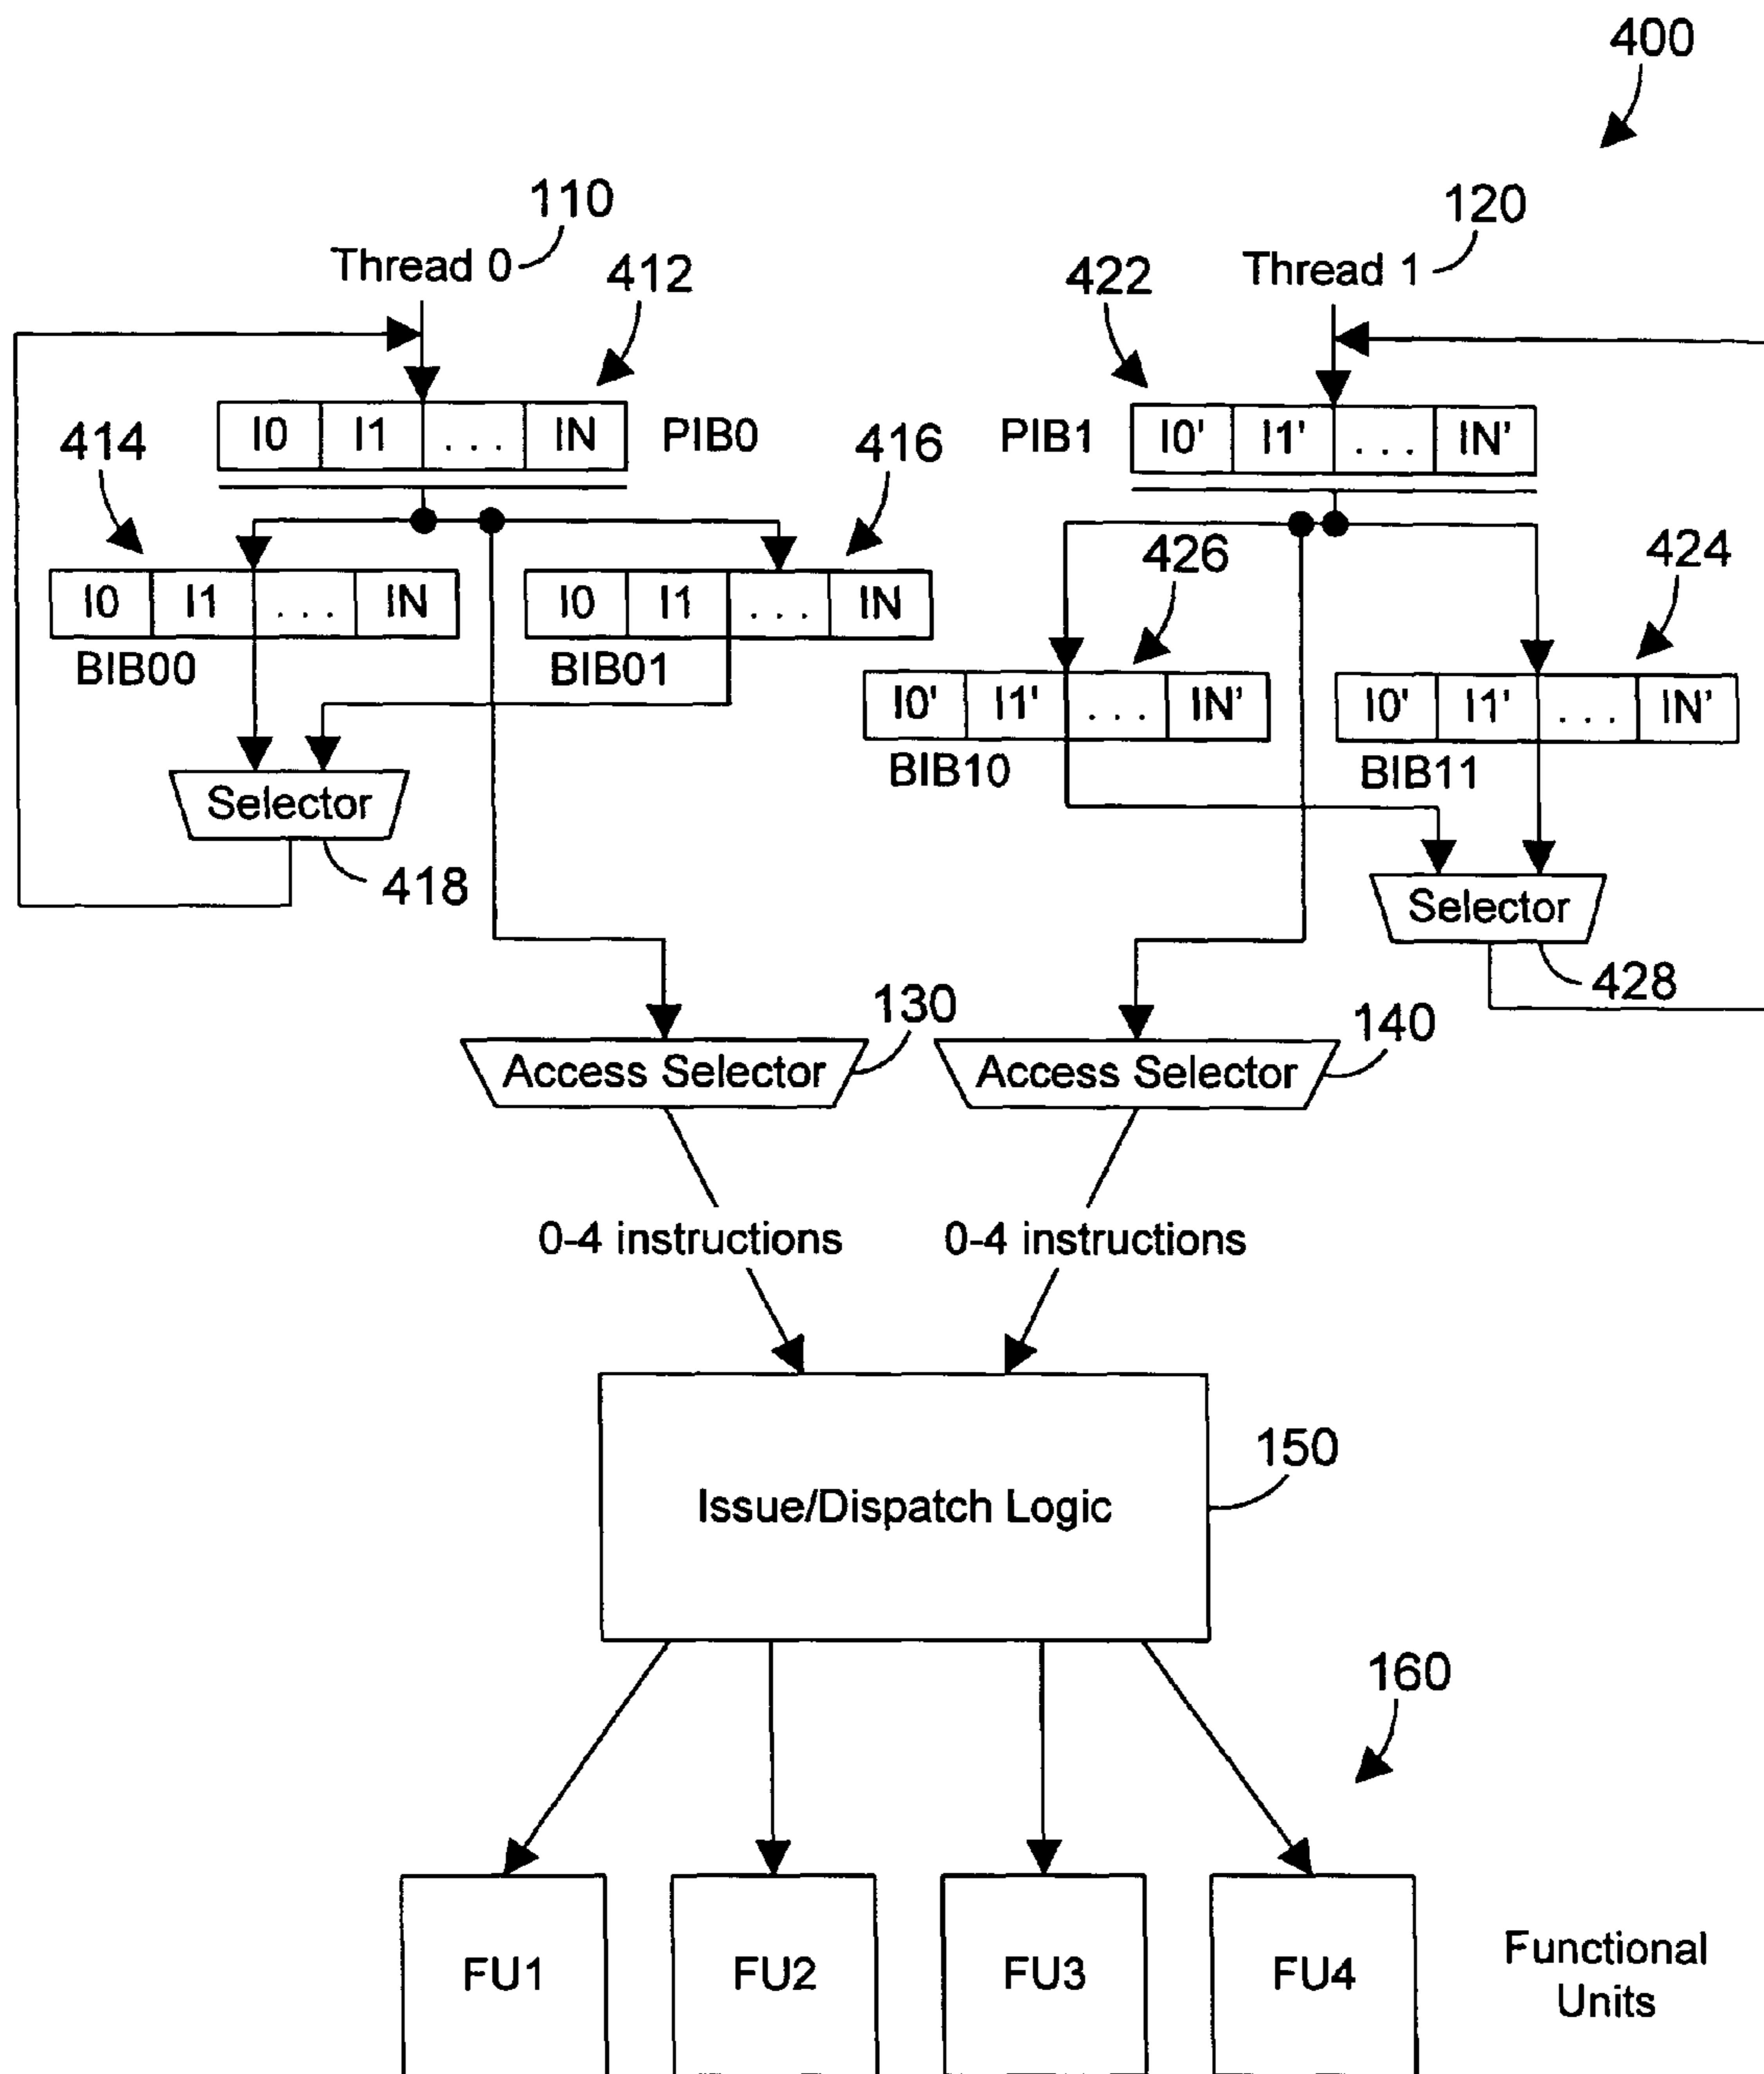 400
110
120
Thread 0
412
422
Thread 1
414
I0 I1 . . . IN PIB0
416
PIB1 I0' I1' . . . IN'
426
424
I0 I1 . . . IN
I0 I1 . . . IN
BIB00
BIB01
I0' I1' . . . IN'
I0' I1' . . . IN'
BIB10
BIB11
Selector
418
Selector
428
130
140
Access Selector
Access Selector
0-4 instructions
0-4 instructions
150
Issue/Dispatch Logic
160
FU1
FU2
FU3
FU4
Functional
Units